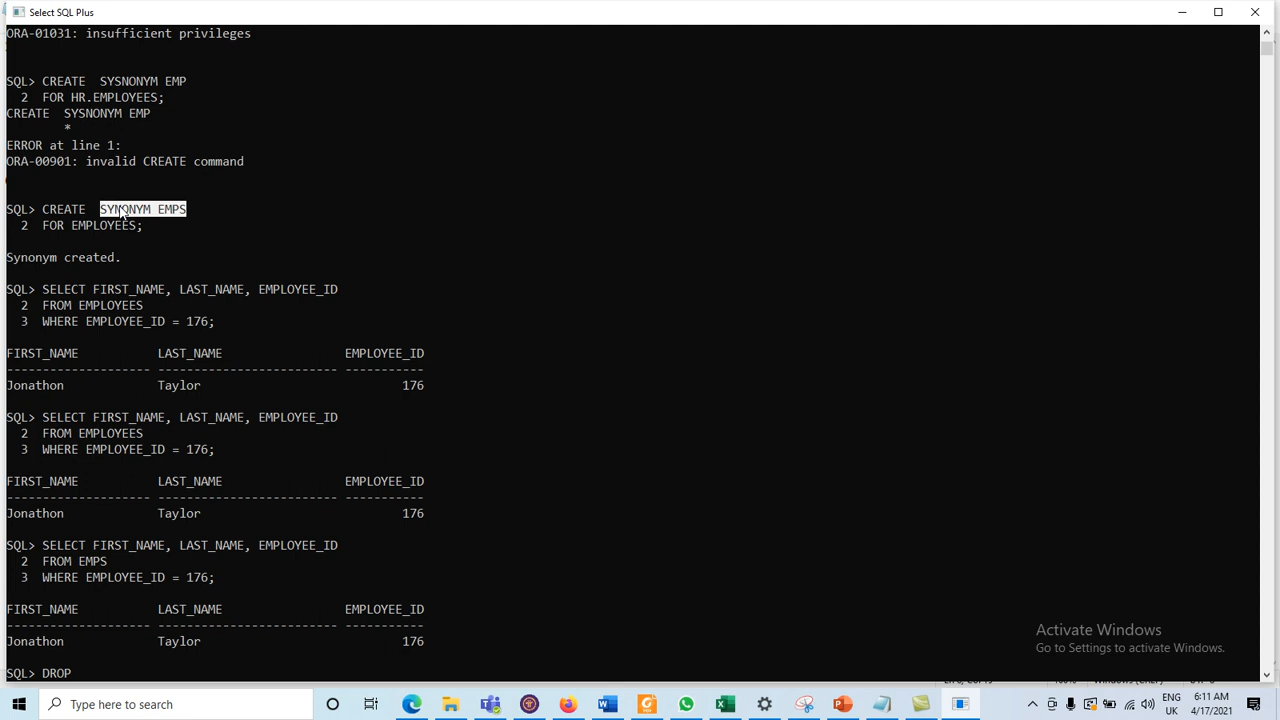 Select SQL Plus
ORA-01031: insufficient privileges
SQL> CREATE  SYSNONYM EMP
  2  FOR HR.EMPLOYEES;
CREATE  SYSNONYM EMP
        *
ERROR at line 1:
ORA-00901: invalid CREATE command
SQL> CREATE  SYNONYM EMPS
  2  FOR EMPLOYEES;
Synonym created.
SQL> SELECT FIRST_NAME, LAST_NAME, EMPLOYEE_ID
  2  FROM EMPLOYEES
  3  WHERE EMPLOYEE_ID = 176;
FIRST_NAME           LAST_NAME                 EMPLOYEE_ID
-------------------- ------------------------- -----------
Jonathon             Taylor                            176
SQL> SELECT FIRST_NAME, LAST_NAME, EMPLOYEE_ID
  2  FROM EMPLOYEES
  3  WHERE EMPLOYEE_ID = 176;
FIRST_NAME           LAST_NAME                 EMPLOYEE_ID
-------------------- ------------------------- -----------
Jonathon             Taylor                            176
SQL> SELECT FIRST_NAME, LAST_NAME, EMPLOYEE_ID
  2  FROM EMPS
  3  WHERE EMPLOYEE_ID = 176;
FIRST_NAME           LAST_NAME                 EMPLOYEE_ID
-------------------- ------------------------- -----------
Jonathon             Taylor                            176
SQL> DROP
Activate Windows
Go to Settings to activate Windows.
Type here to search
ENG
UK
6:11 AM
4/17/2021